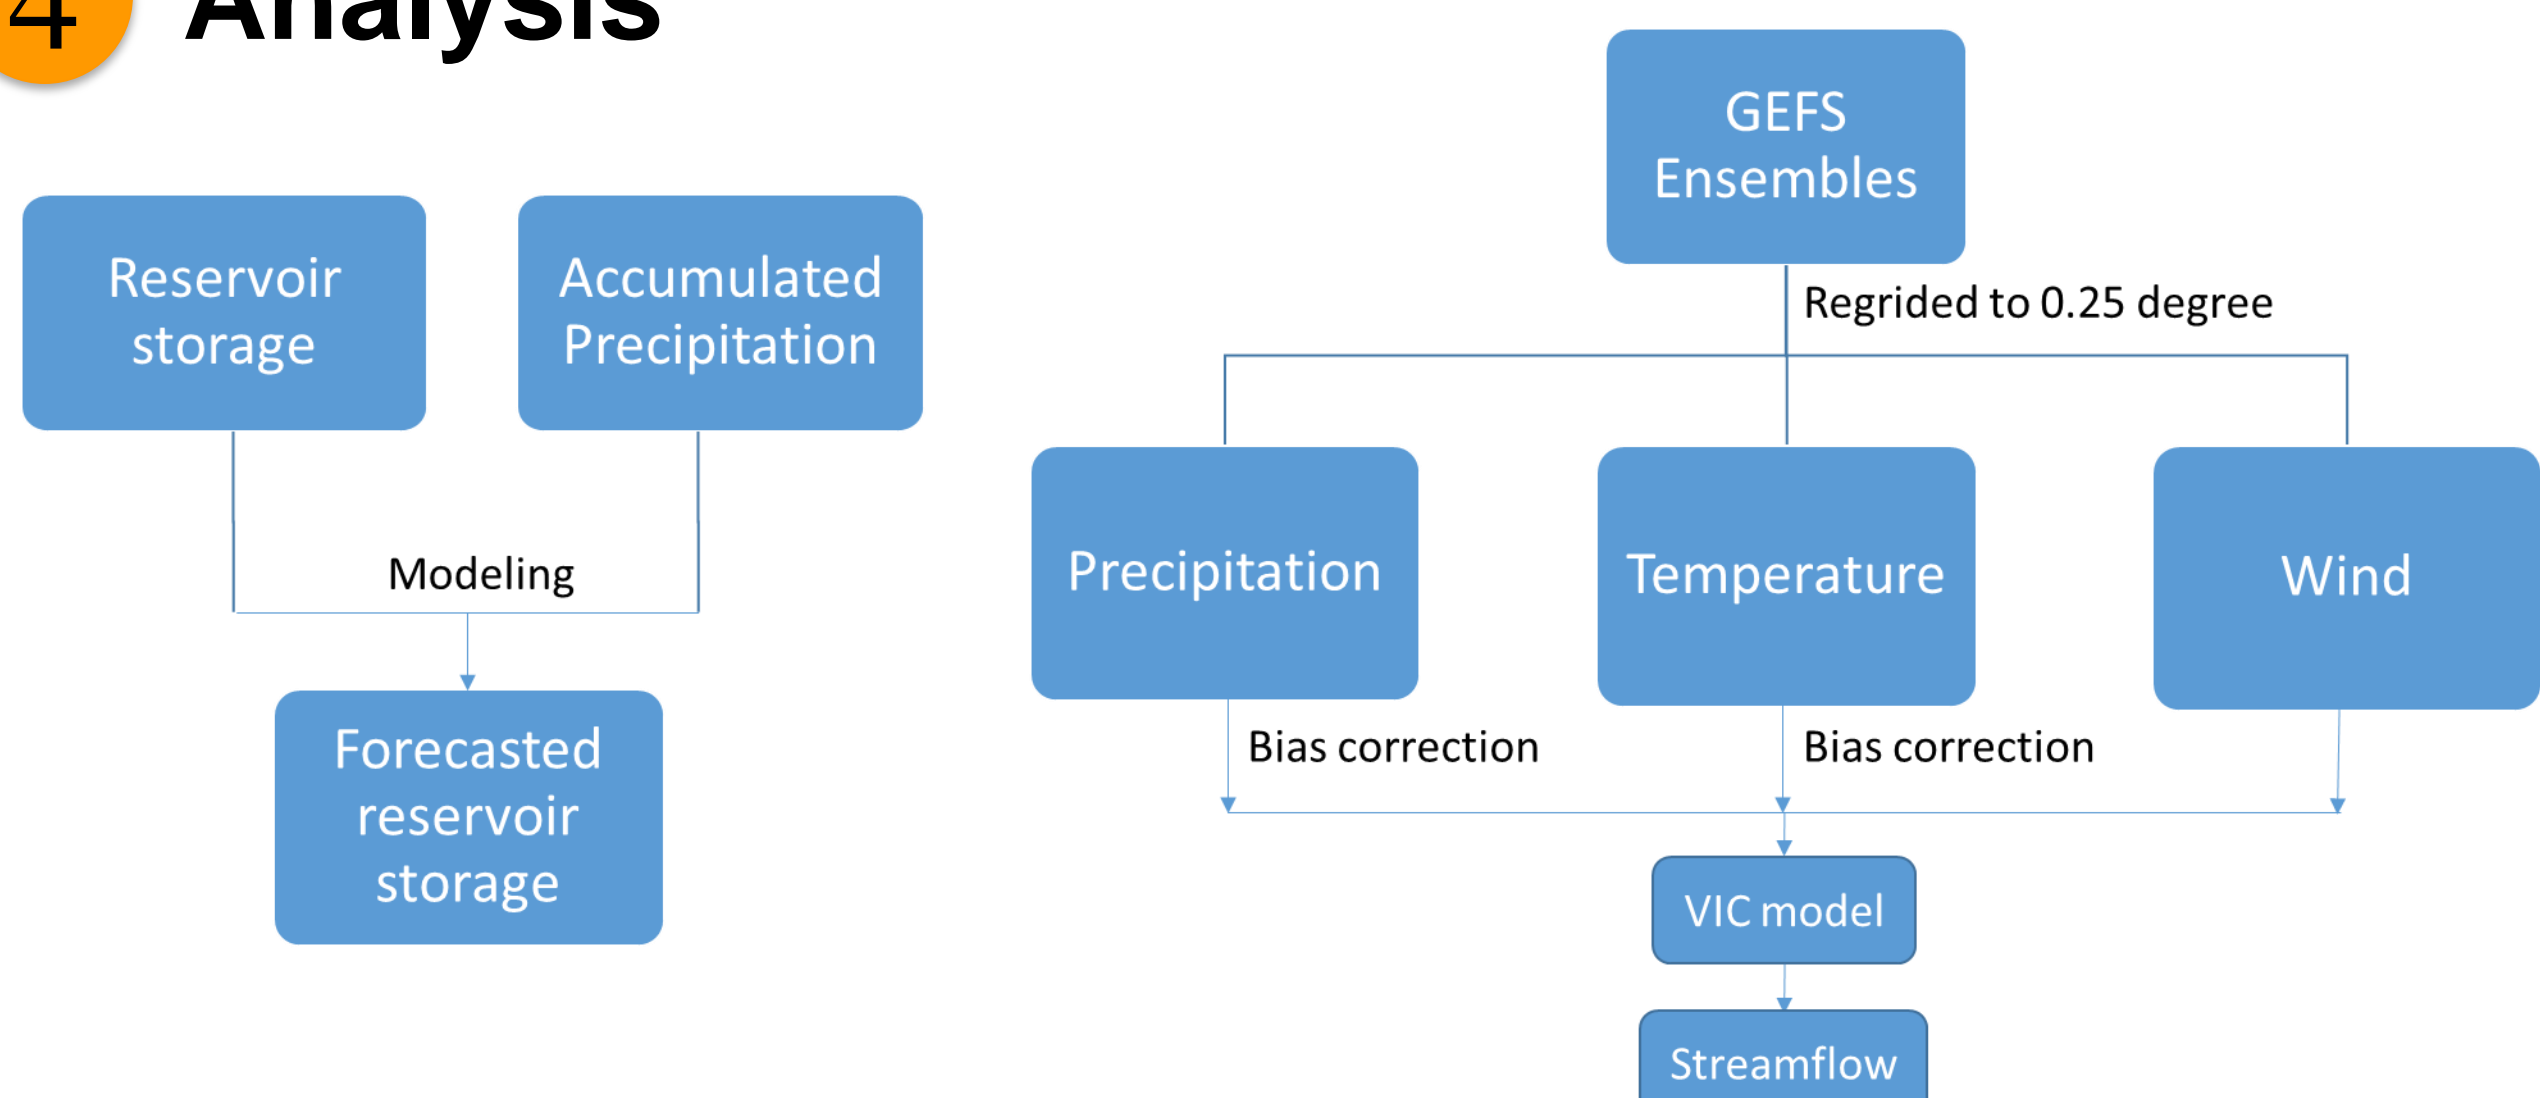 4 Analysis
Reservoir
storage
Accumulated
Precipitation
Modeling
Forecasted
reservoir
storage
GEFS
Ensembles
Regrided to 0.25 degree
Precipitation
Temperature
Wind
Bias correction
Bias correction
VIC model
Streamflow